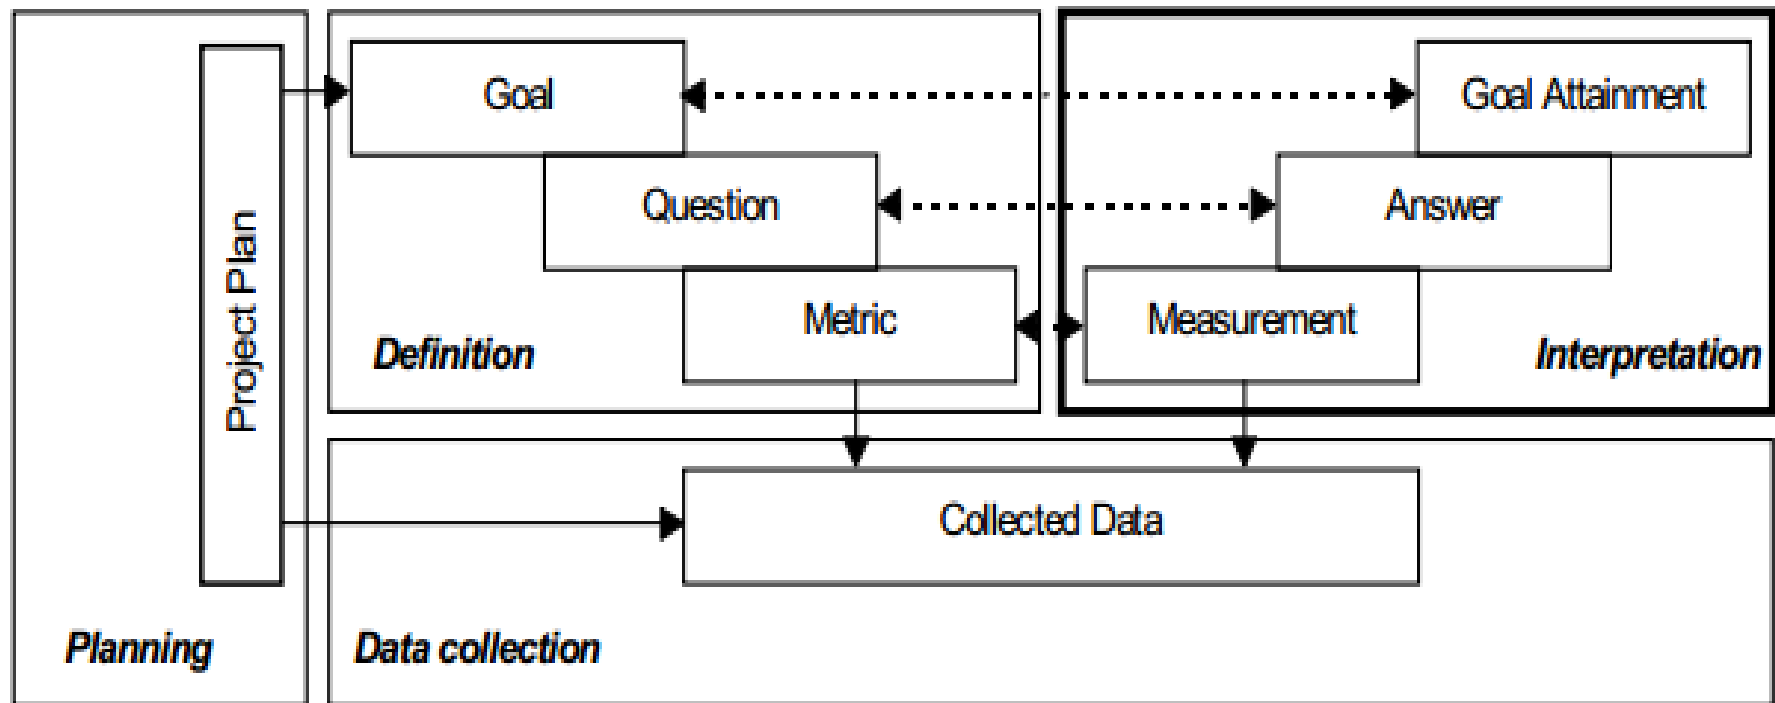 Goal
Goal Attainment
Question
Answer
Project Plan
Metric
Measurement
Definition
Interpretation
Collected Data
Planning
Data collection